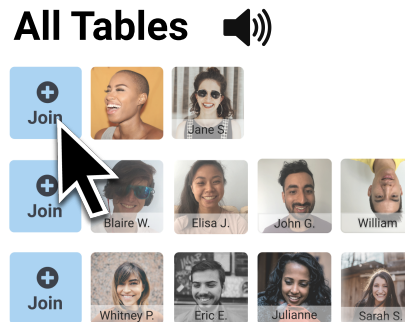 All Tables
Join
Jane S.
Join
Blaire W. Elisa J. John G. William
Join
Whitney P. Eric E. Julianne Sarah S.